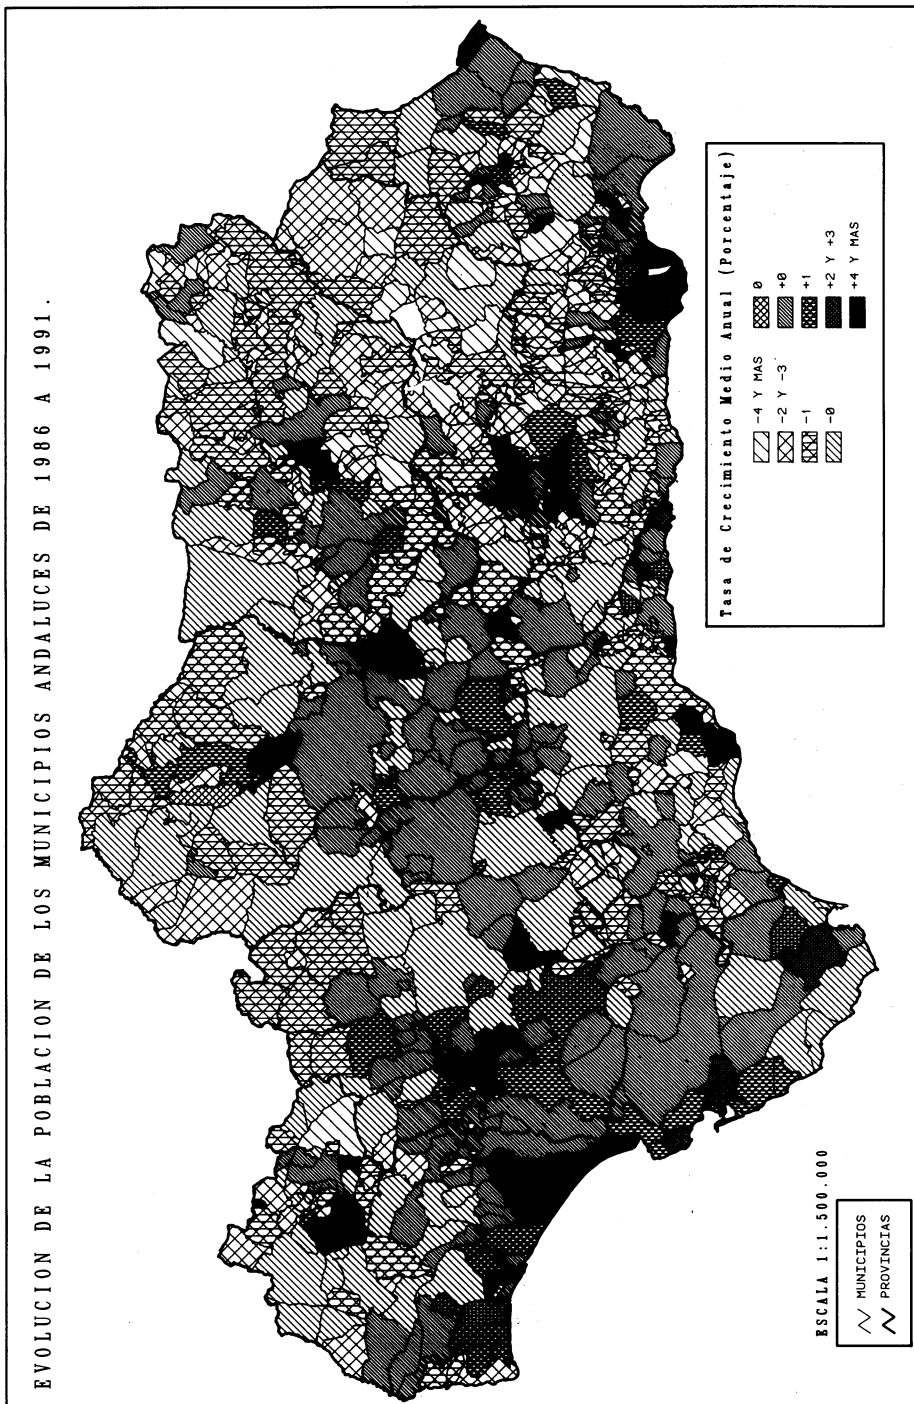 EVOLUCION DE LA POBLACION DE LOS MUNICIPIOS ANDALUCES DE 1986 A 1991.
Tasa de Crecimiento Medio Anual (Porcentaje)
-4 Y MAS
-2 Y -3
-1
-0
0
+0
+1
+2 Y +3
+4 Y MAS
ESCALA 1:1.500.000
MUNICIPIOS
PROVINCIAS